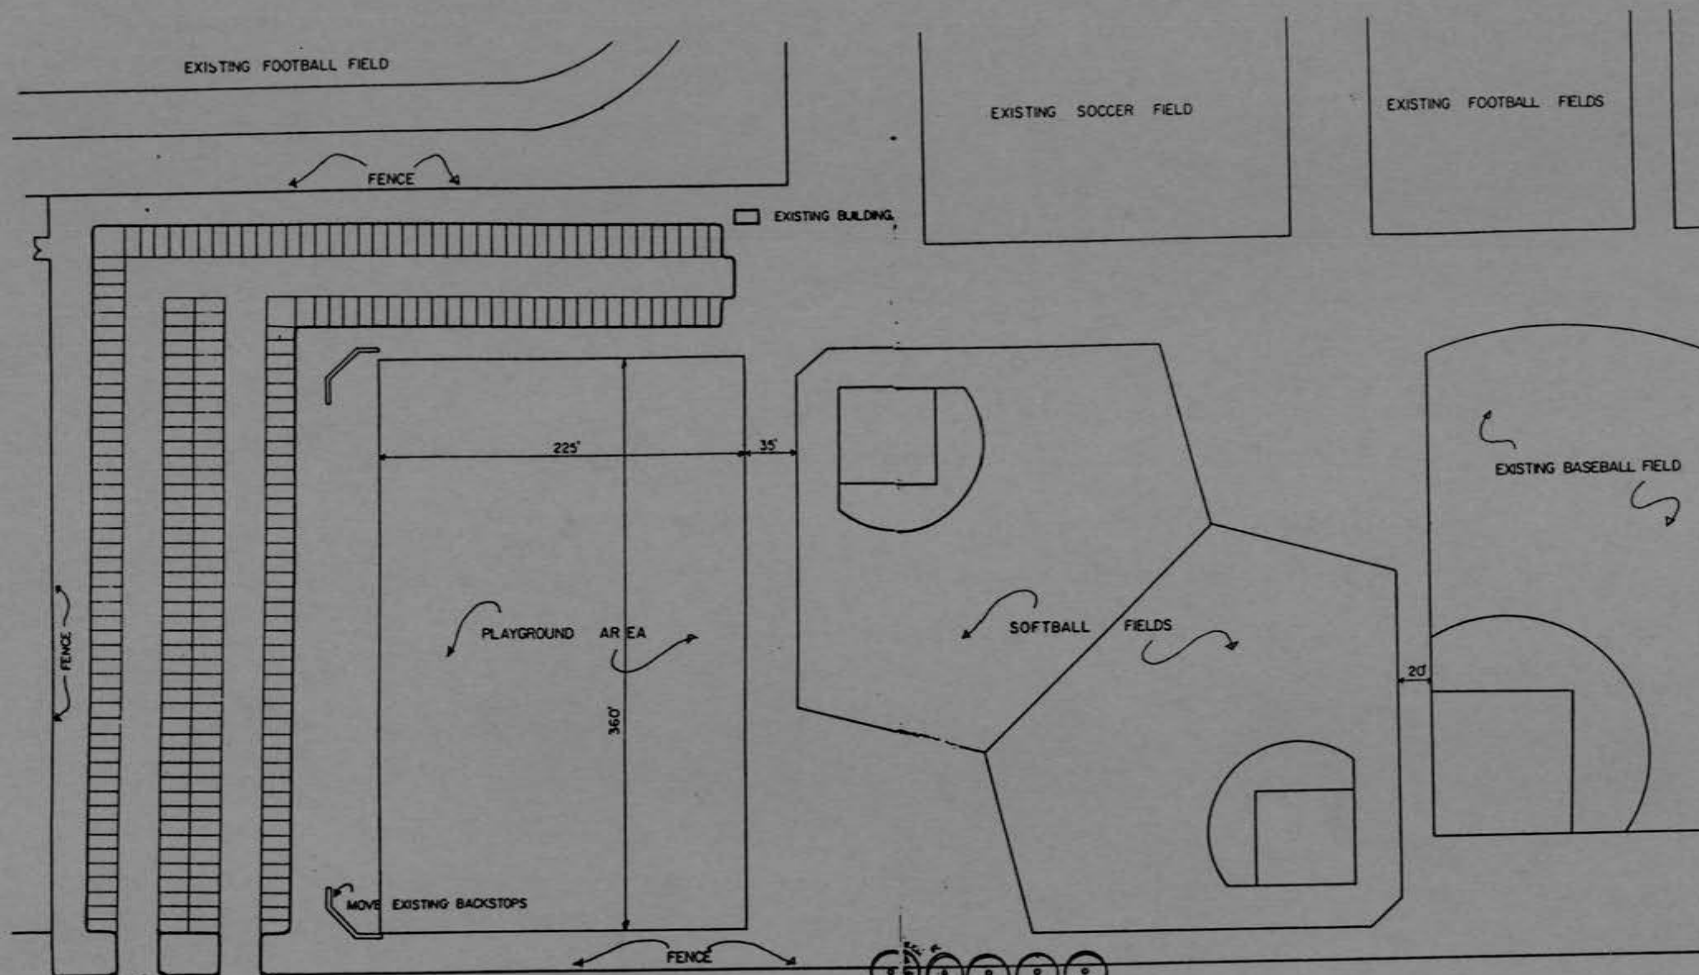 EXISTING FOOTBALL FIELD
EXISTING SOCCER FIELD
EXISTING FOOTBALL FIELDS
FENCE
EXISTING BUILDING
225'
35'
EXISTING BASEBALL FIELD
PLAYGROUND AREA
SOFTBALL FIELDS
FENCE
20'
360'
MOVE EXISTING BACKSTOPS
FENCE